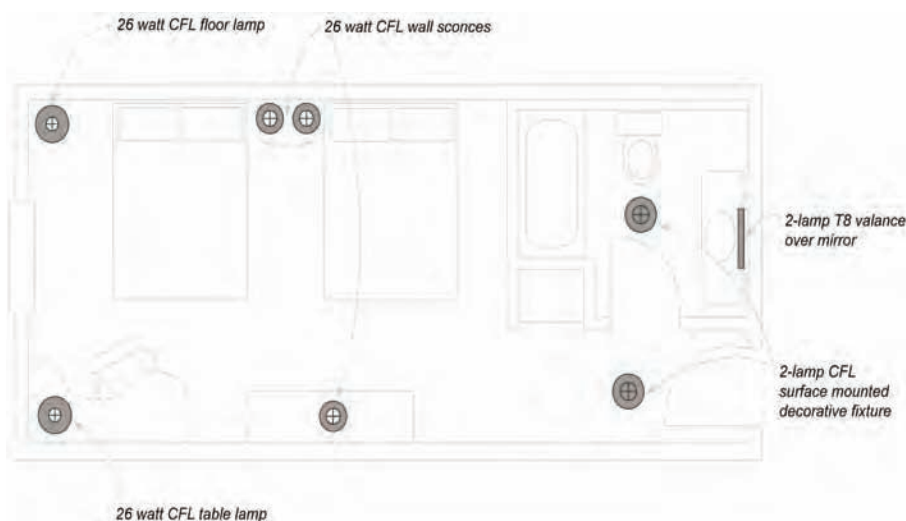 26 watt CFL floor lamp
26 watt CFL wall sconces
2-lamp T8 valance
over mirror
2-lamp CFL
surface mounted
decorative fixture
26 watt CFL table lamp